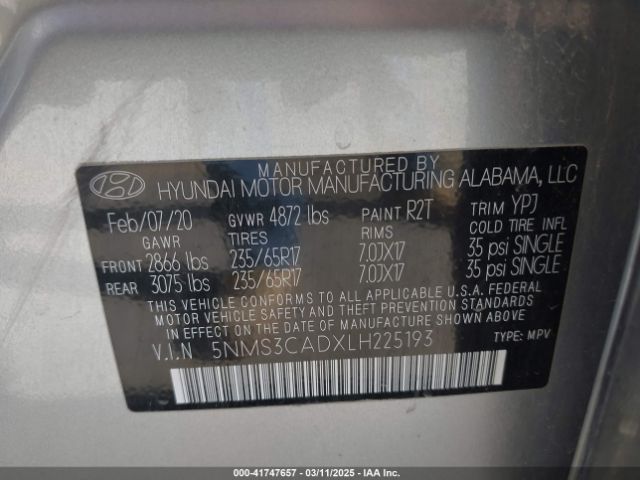 MANUFACTURED BY
HYUNDAI MOTOR MANUFACTURING ALABAMA, LLC
Feb/07/20 GVWR 4872 lbs PAINT R2T TRIM YPJ
GAWR TIRES RIMS COLD TIRE INFL
FRONT 2866 lbs 235/65R17 7.0JX17 35 psi SINGLE
REAR 3075 lbs 235/65R17 7.0JX17 35 psi SINGLE
THIS VEHICLE CONFORMS TO ALL APPLICABLE U.S.A. FEDERAL
MOTOR VEHICLE SAFETY AND THEFT PREVENTION STANDARDS
IN EFFECT ON THE DATE OF MANUFACTURE SHOWN ABOVE.
V.I.N 5NMS3CADXLH225193 TYPE: MPV
000-41747657 - 03/11/2025 - IAAI.COM